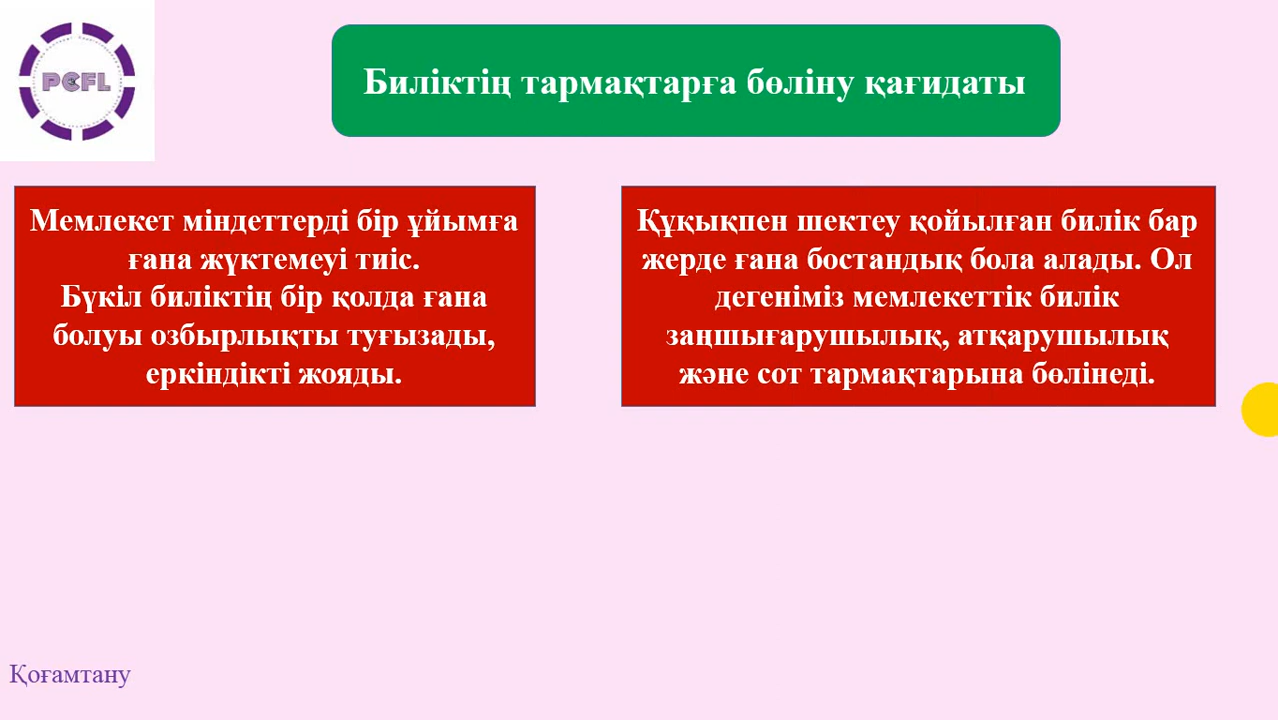 PCFL
Биліктің тармақтарға бөліну қағидаты
Мемлекет міндеттерді бір ұйымға
ғана жүктемеуі тиіс.
Бүкіл биліктің бір қолда ғана
болуы озбырлықты туғызады,
еркіндікті жояды.
Құқықпен шектеу қойылған билік бар
жерде ғана бостандық бола алады. Ол
дегеніміз мемлекеттік билік
заңшығарушылық, атқарушылық
және сот тармақтарына бөлінеді.
Қоғамтану